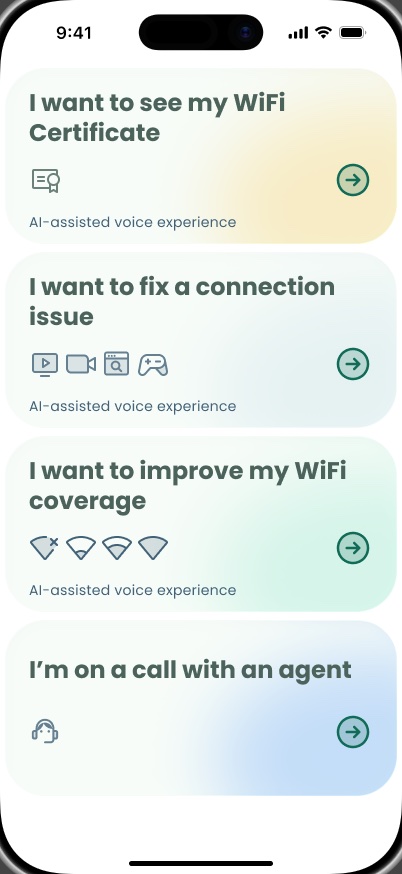 9:41
I want to see my WiFi
Certificate
AI-assisted voice experience
I want to fix a connection
issue
AI-assisted voice experience
I want to improve my WiFi
coverage
AI-assisted voice experience
I’m on a call with an agent